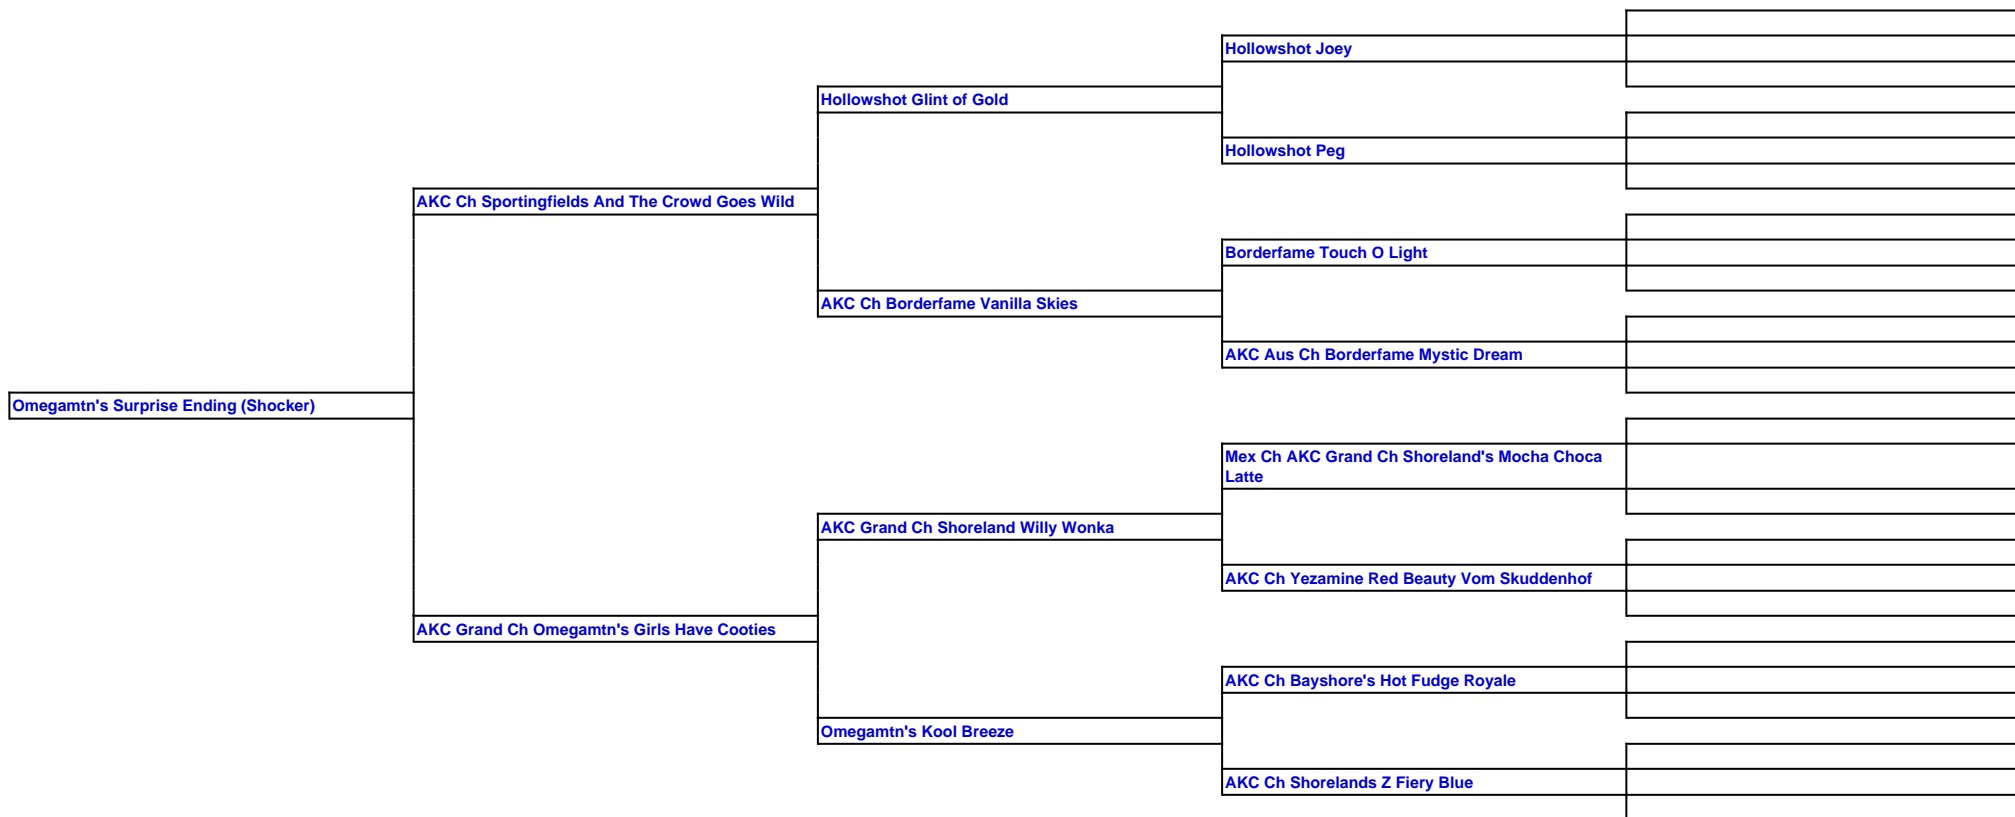 Hollowshot Joey
Hollowshot Glint of Gold
Hollowshot Peg
AKC Ch Sportingfields And The Crowd Goes Wild
Borderfame Touch O Light
AKC Ch Borderfame Vanilla Skies
AKC Aus Ch Borderfame Mystic Dream
Omegamtn's Surprise Ending (Shocker)
Mex Ch AKC Grand Ch Shoreland's Mocha Choca
Latte
AKC Grand Ch Shoreland Willy Wonka
AKC Ch Yezamine Red Beauty Vom Skuddenhof
AKC Grand Ch Omegamtn's Girls Have Cooties
AKC Ch Bayshore's Hot Fudge Royale
Omegamtn's Kool Breeze
AKC Ch Shorelands Z Fiery Blue